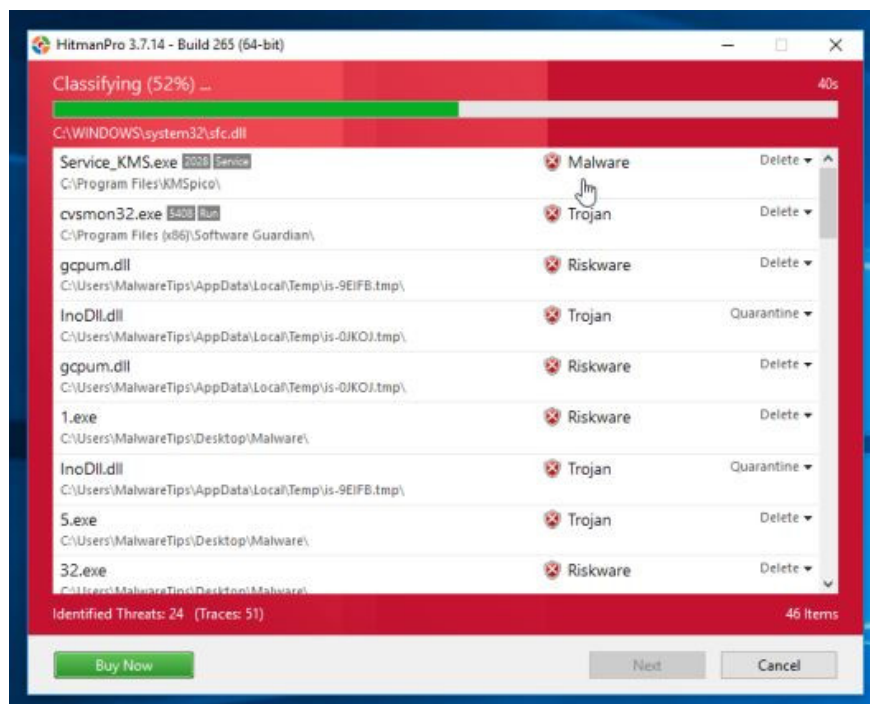 HitmanPro 3.7.14 - Build 265 (64-bit)
Classifying (52%) ... 40s
C:\WINDOWS\system32\sfc.dll
Service_KMS.exe 2028 Service Malware Delete
C:\Program Files\KMSpico\
cvsmon32.exe 5408 Run Trojan Delete
C:\Program Files (x86)\Software Guardian\
gcpum.dll Riskware Delete
C:\Users\MalwareTips\AppData\Local\Temp\is-9EIFB.tmp\
InoDll.dll Trojan Quarantine
C:\Users\MalwareTips\AppData\Local\Temp\is-0JKOJ.tmp\
gcpum.dll Riskware Delete
C:\Users\MalwareTips\AppData\Local\Temp\is-0JKOJ.tmp\
1.exe Riskware Delete
C:\Users\MalwareTips\Desktop\Malware\
InoDll.dll Trojan Quarantine
C:\Users\MalwareTips\AppData\Local\Temp\is-9EIFB.tmp\
5.exe Trojan Delete
C:\Users\MalwareTips\Desktop\Malware\
32.exe Riskware Delete
C:\Users\MalwareTips\Desktop\Malware\
Identified Threats: 24 (Traces: 51) 46 Items
Buy Now Next Cancel